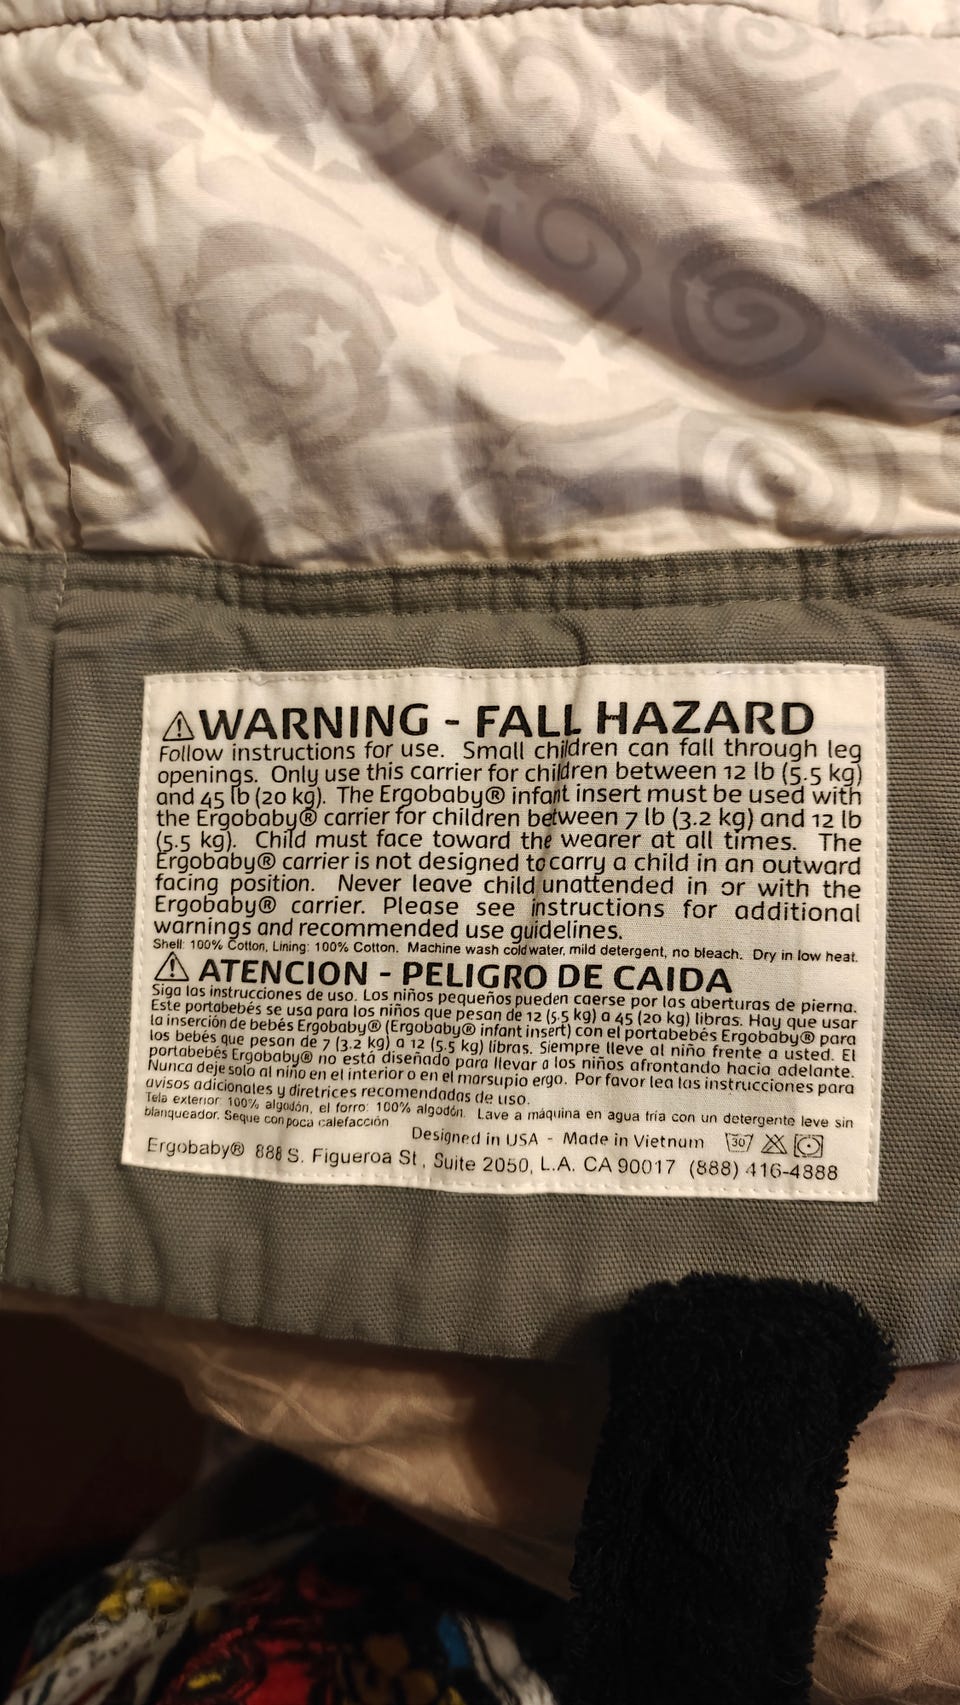 ⚠WARNING - FALL HAZARD
Follow instructions for use. Small children can fall through leg
openings. Only use this carrier for children between 12 lb (5.5 kg)
and 45 lb (20 kg). The Ergobaby® infant insert must be used with
the Ergobaby® carrier for children between 7 lb (3.2 kg) and 12 lb
(5.5 kg). Child must face toward the wearer at all times. The
Ergobaby® carrier is not designed to carry a child in an outward
facing position. Never leave child unattended in or with the
Ergobaby® carrier. Please see instructions for additional
warnings and recommended use guidelines.
Shell: 100% Cotton, Lining: 100% Cotton. Machine wash cold water, mild detergent, no bleach. Dry in low heat.
⚠ ATENCION - PELIGRO DE CAIDA
Siga las instrucciones de uso. Los niños pequeños pueden caerse por las aberturas de pierna.
Este portabebés se usa para los niños que pesan de 12 (5.5 kg) a 45 (20 kg) libras. Hay que usar
la inserción de bebés Ergobaby® (Ergobaby® infant insert) con el portabebés Ergobaby® para
los bebés que pesan de 7 (3.2 kg) a 12 (5.5 kg) libras. Siempre lleve al niño frente a usted. El
portabebés Ergobaby® no está diseñado para llevar a los niños afrontando hacia adelante.
Nunca deje solo al niño en el interior o en el marsupio ergo. Por favor lea las instrucciones para
avisos adicionales y diretrices recomendadas de uso.
Tela exterior: 100% algodón, el forro: 100% algodón. Lave a máquina en agua fria con un detergente leve sin
blanqueador. Seque con poca calefacción.
Designed in USA - Made in Vietnum 30
Ergobaby® 888 S. Figueroa St, Suite 2050, L.A. CA 90017 (888) 416-4888